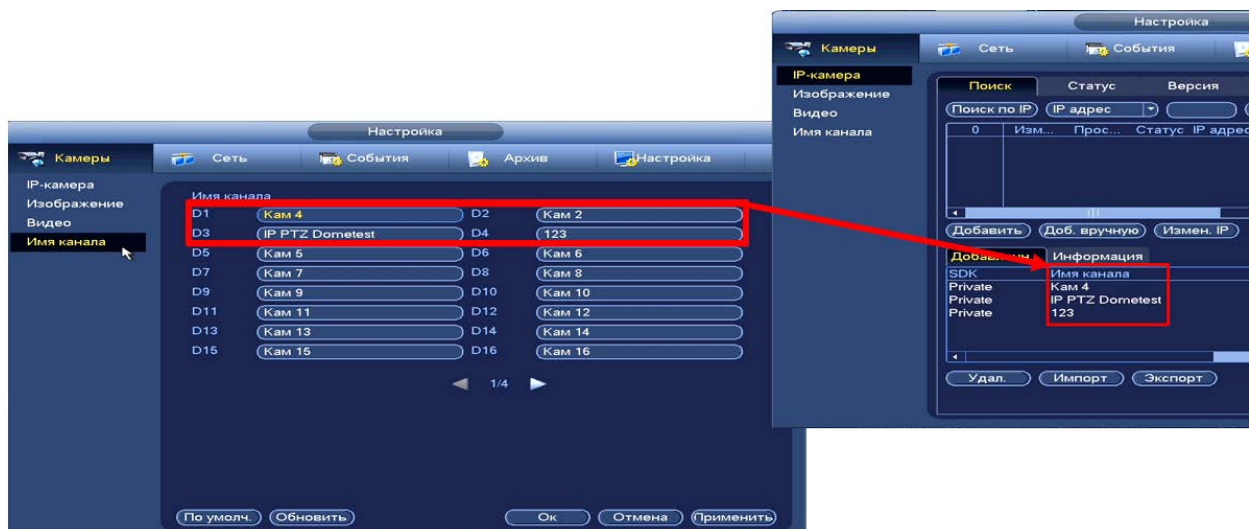 Настройка
Камеры Сеть События Архив Настройка
IP-камера
Изображение
Видео
Имя канала
Имя канала
D1 Кам 4 D2 Кам 2
D3 IP PTZ Dometest D4 123
D5 Кам 5 D6 Кам 6
D7 Кам 7 D8 Кам 8
D9 Кам 9 D10 Кам 10
D11 Кам 11 D12 Кам 12
D13 Кам 13 D14 Кам 14
D15 Кам 15 D16 Кам 16
1/4
По умолч. Обновить Ок Отмена Применить
Настройка
Камеры Сеть События
IP-камера
Изображение
Видео
Имя канала
Поиск Статус Версия
Поиск по IP IP адрес
0 Изм... Прос... Статус IP адрес
Добавить Доб. вручную Измен. IP
Информация
SDK Имя канала
Private Кам 4
Private IP PTZ Dometest
Private 123
Удал. Импорт Экспорт